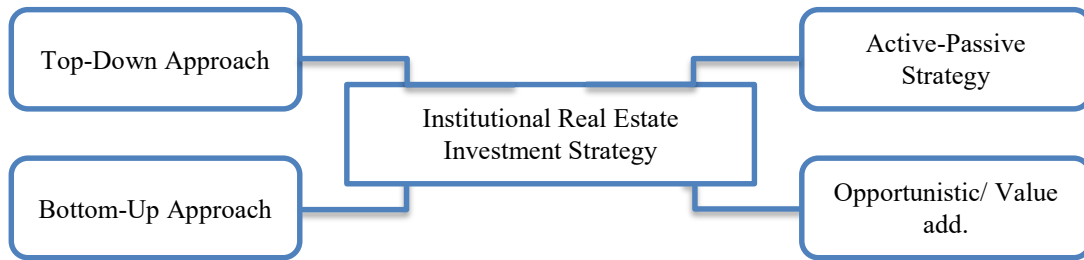 Top-Down Approach
Active-Passive
Strategy
Institutional Real Estate
Investment Strategy
Bottom-Up Approach
Opportunistic/ Value
add.